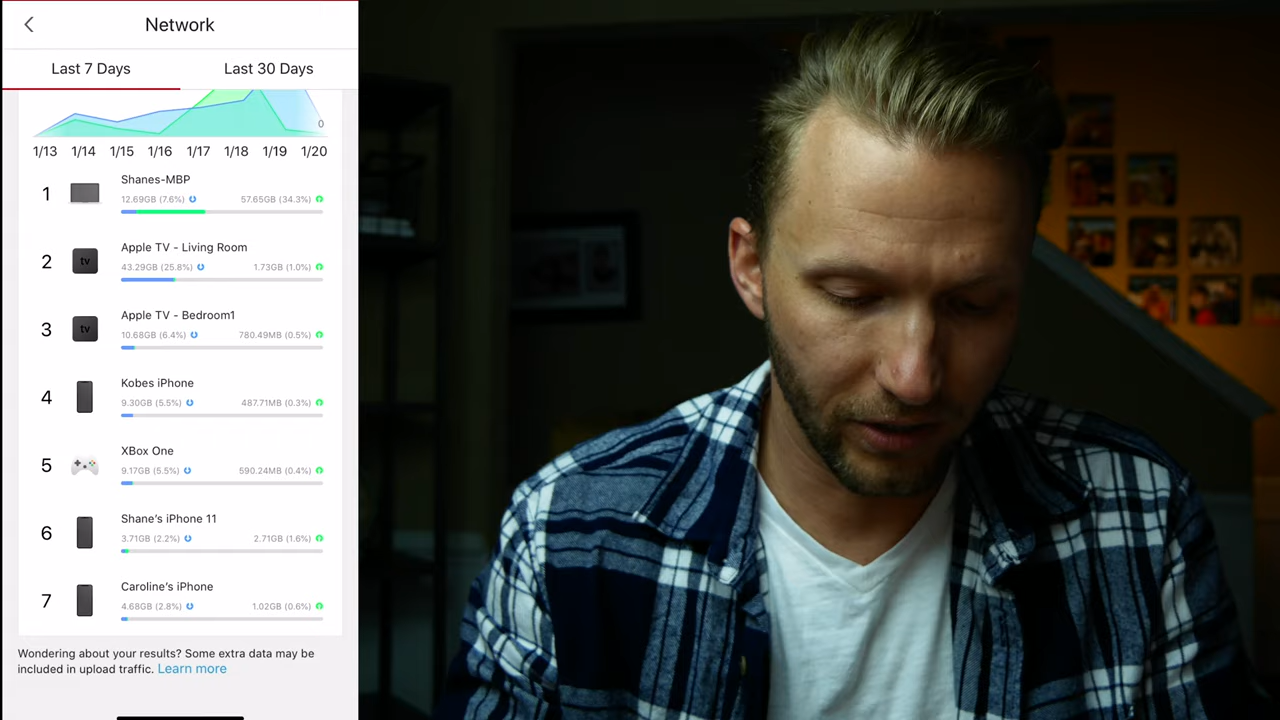 Network
Last 7 Days
Last 30 Days
0
1/13 1/14 1/15 1/16 1/17 1/18 1/19 1/20
1
Shanes-MBP
12.69GB (7.6%) 57.65GB (34.3%)
2
tv
Apple TV - Living Room
43.29GB (25.8%) 1.73GB (1.0%)
3
tv
Apple TV - Bedroom1
10.68GB (6.4%) 780.49MB (0.5%)
4
Kobes iPhone
9.30GB (5.5%) 487.71MB (0.3%)
5
XBox One
9.17GB (5.5%) 590.24MB (0.4%)
6
Shane’s iPhone 11
3.71GB (2.2%) 2.71GB (1.6%)
7
Caroline’s iPhone
4.68GB (2.8%) 1.02GB (0.6%)
Wondering about your results? Some extra data may be
included in upload traffic. Learn more